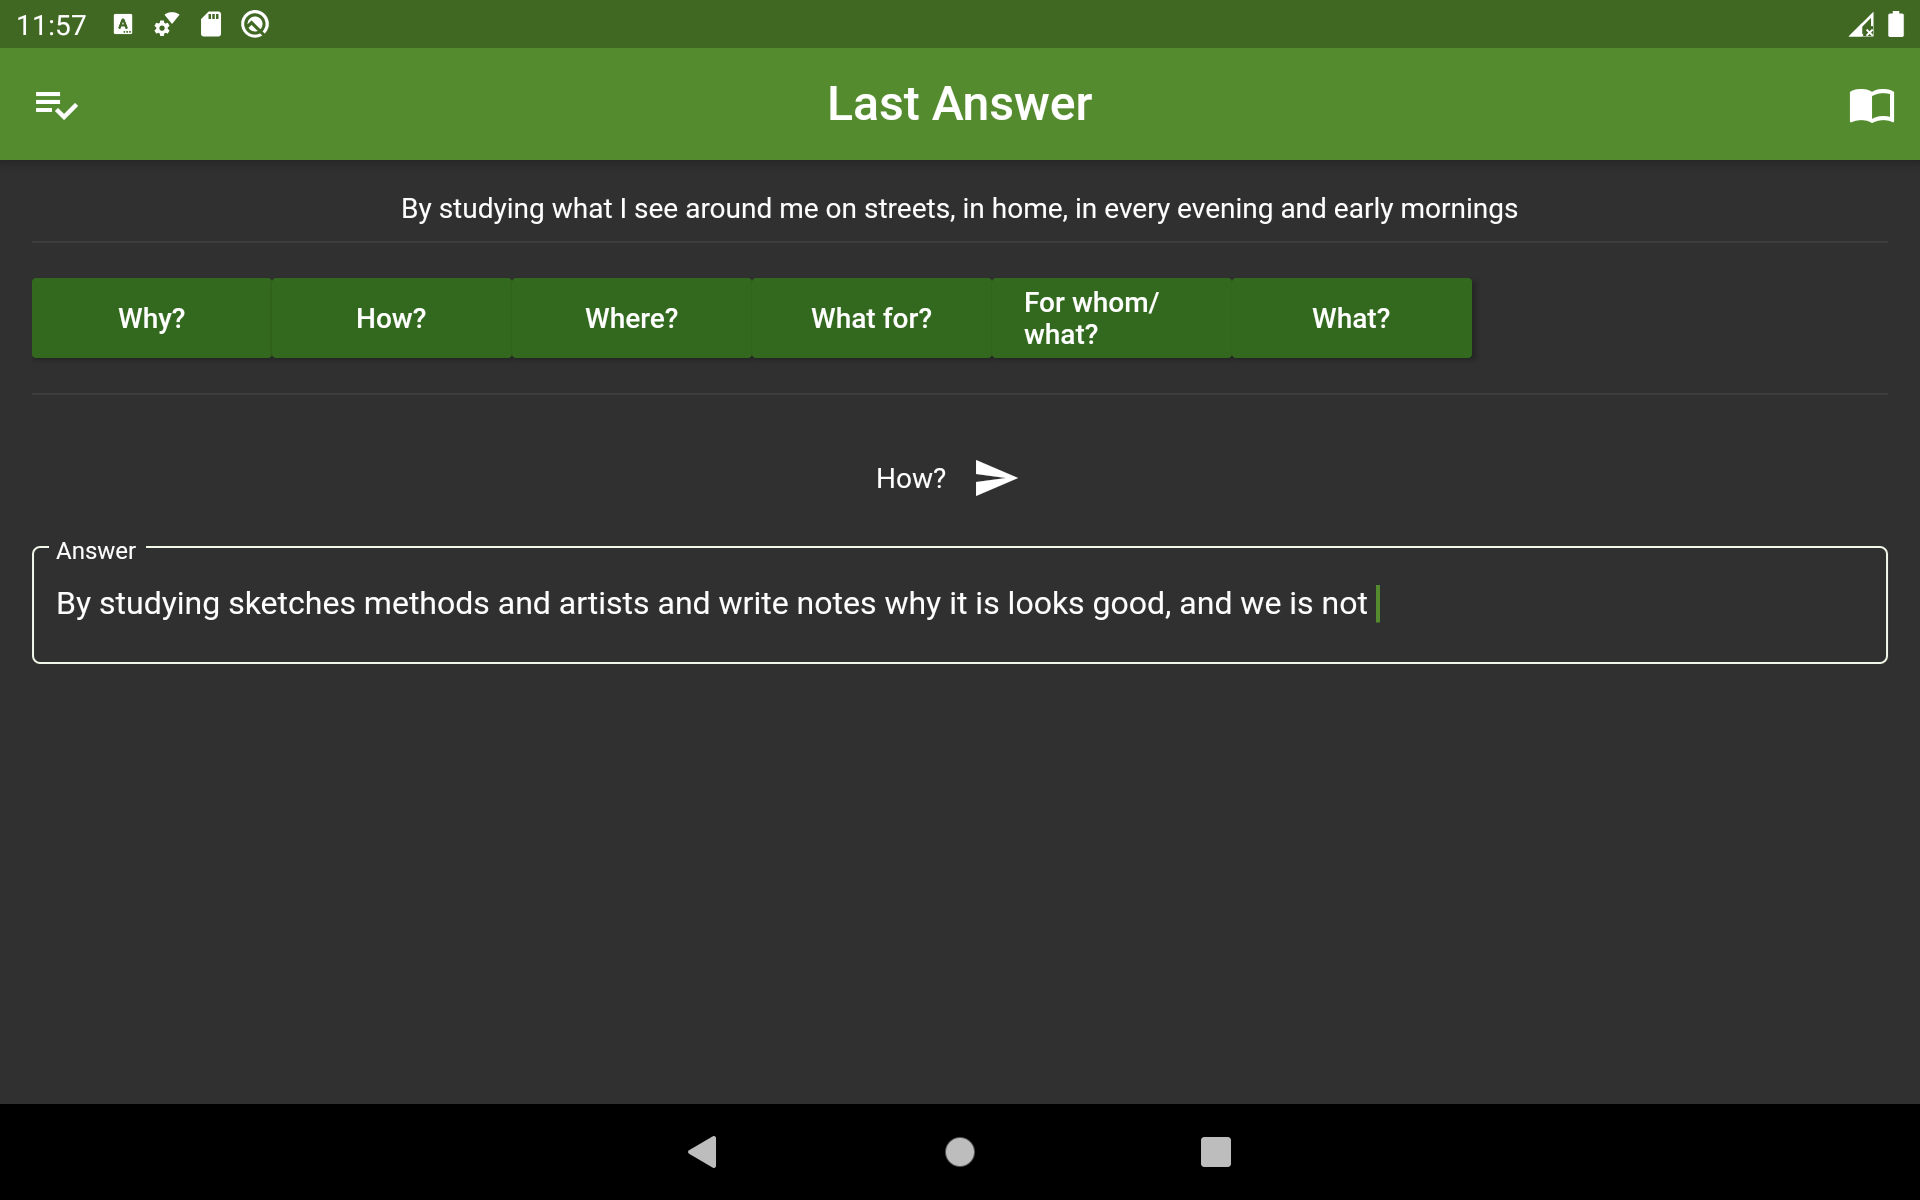 11:57
Last Answer
By studying what I see around me on streets, in home, in every evening and early mornings
Why?
How?
Where?
What for?
For whom/
what?
What?
How?
Answer
By studying sketches methods and artists and write notes why it is looks good, and we is not